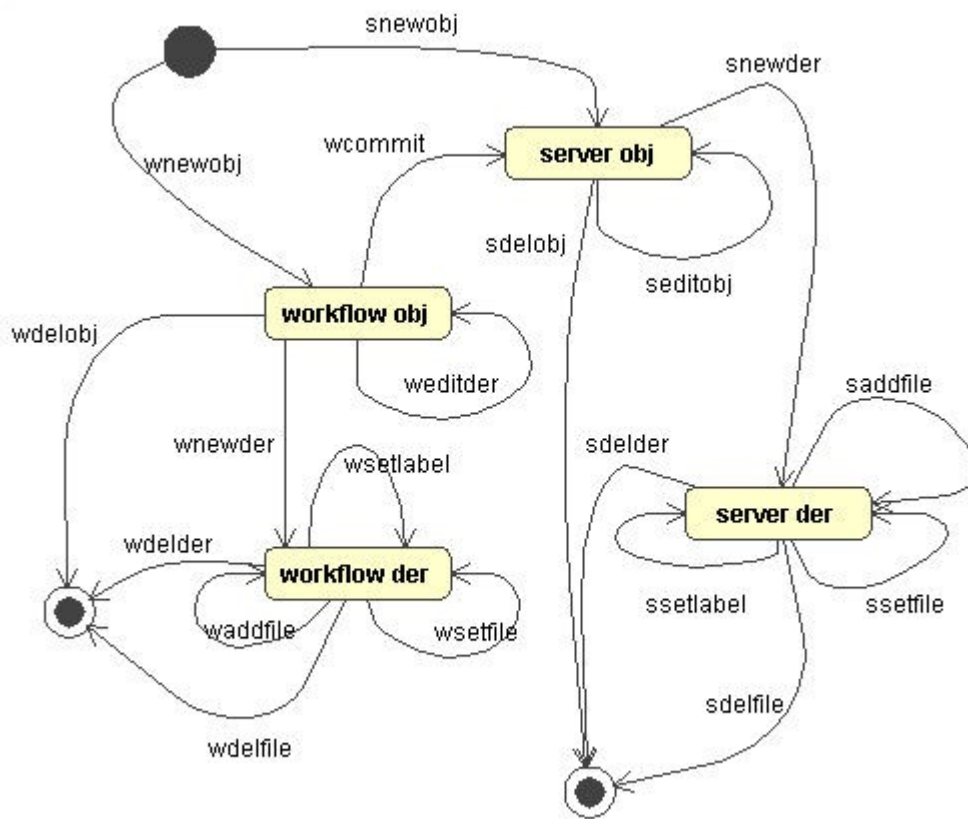 snewobj
snewder
wcommit
server obj
wnewobj
sdelobj
seditobj
workflow obj
wdelobj
weditder
saddfile
wnewder
wsetlabel
sdelder
server der
wdelder
workflow der
ssetlabel
ssetfile
waddfile
wsetfile
sdelfile
wdelfile